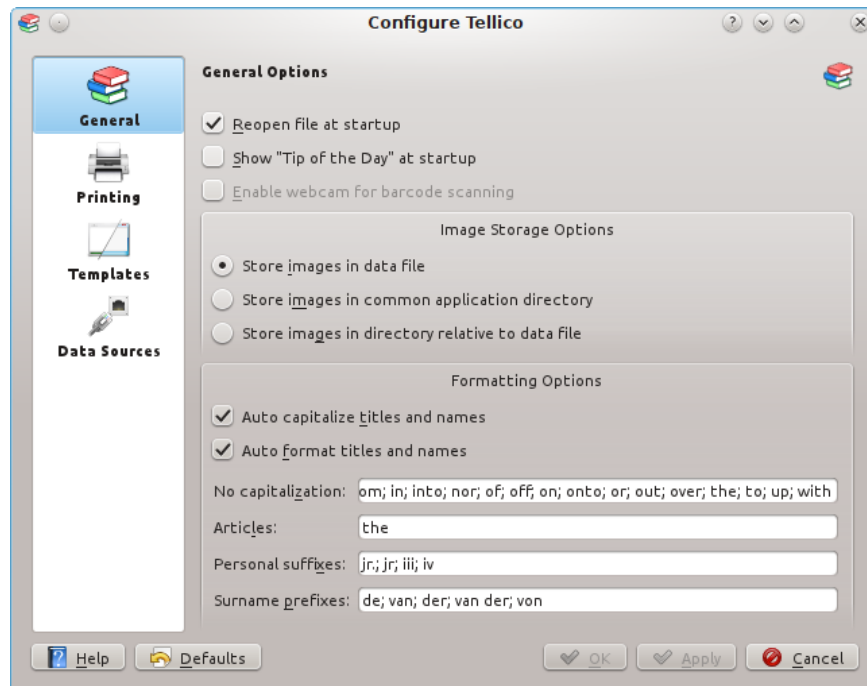 Configure Tellico
General
Printing
Templates
Data Sources
General Options
Reopen file at startup
Show "Tip of the Day" at startup
Enable webcam for barcode scanning
Image Storage Options
Store images in data file
Store images in common application directory
Store images in directory relative to data file
Formatting Options
Auto capitalize titles and names
Auto format titles and names
No capitalization: om; in; into; nor; of; off; on; onto; or; out; over; the; to; up; with
Articles: the
Personal suffixes: jr.; jr; iii; iv
Surname prefixes: de; van; der; van der; von
Help Defaults OK Apply Cancel